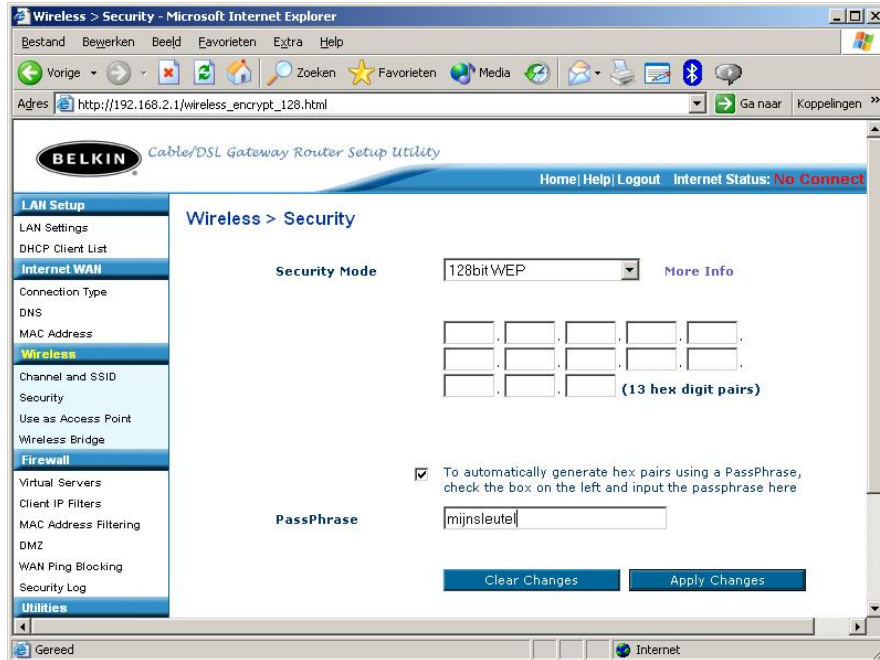 Wireless > Security - Microsoft Internet Explorer
Bestand Bewerken Beeld Eavorieten Extra Help
Vorige Zoeken Favorieten Media
Adres http://192.168.2.1/wireless_encrypt_128.html Ga naar Koppelingen »
BELKIN Cable/DSL Gateway Router Setup Utility
Home| Help| Logout Internet Status: No Connect
LAN Setup
LAN Settings
DHCP Client List
Internet WAN
Connection Type
DNS
MAC Address
Wireless
Channel and SSID
Security
Use as Access Point
Wireless Bridge
Firewall
Virtual Servers
Client IP Filters
MAC Address Filtering
DMZ
WAN Ping Blocking
Security Log
Utilities
Wireless > Security
Security Mode 128bit WEP More Info
. . . . .
. . . . .
. . (13 hex digit pairs)
To automatically generate hex pairs using a PassPhrase,
check the box on the left and input the passphrase here
PassPhrase mijnsleutel
Clear Changes Apply Changes
Gereed Internet